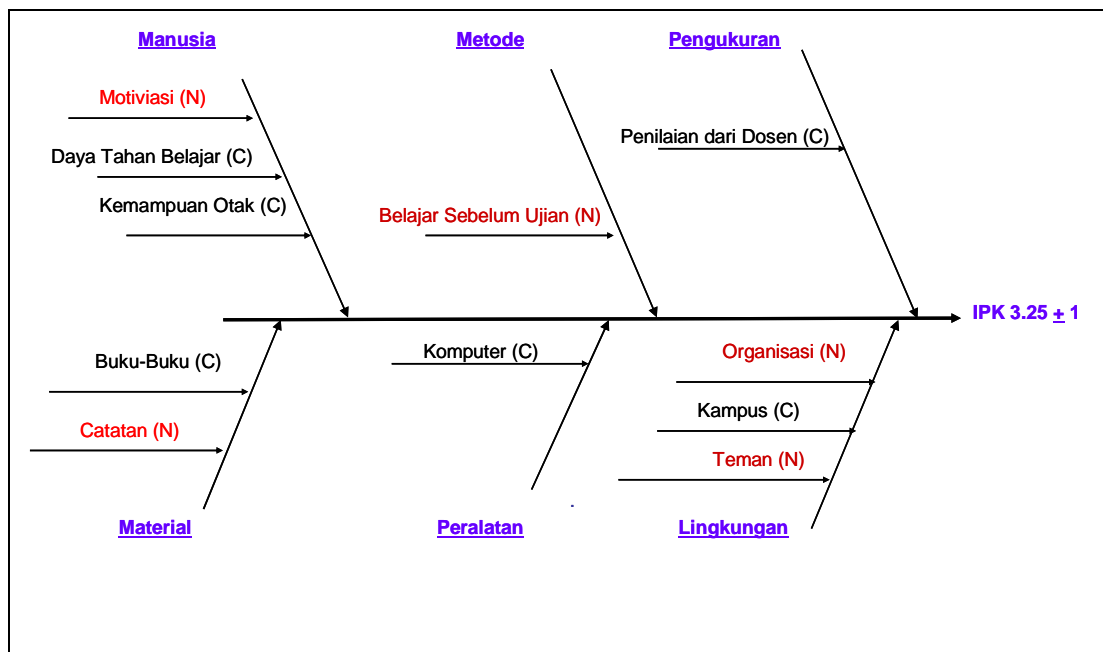 Manusia
Metode
Pengukuran
Motiviasi (N)
Daya Tahan Belajar (C)
Kemampuan Otak (C)
Belajar Sebelum Ujian (N)
Penilaian dari Dosen (C)
IPK 3.25 + 1
Buku-Buku (C)
Catatan (N)
Komputer (C)
Organisasi (N)
Kampus (C)
Teman (N)
Material
Peralatan
Lingkungan